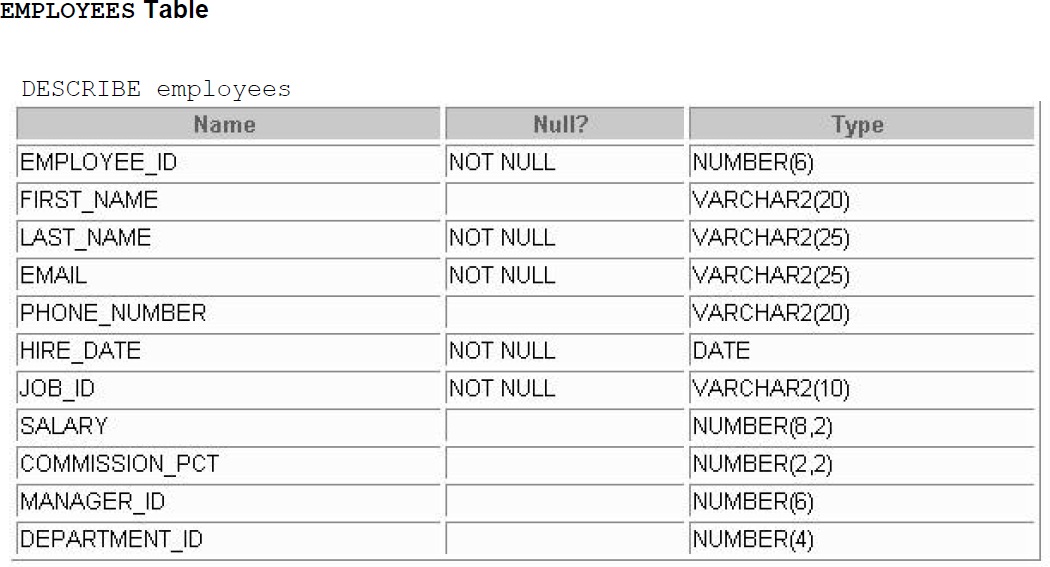 EMPLOYEES Table
DESCRIBE employees
Name Null? Type
EMPLOYEE_ID NOT NULL NUMBER(6)
FIRST_NAME VARCHAR2(20)
LAST_NAME NOT NULL VARCHAR2(25)
EMAIL NOT NULL VARCHAR2(25)
PHONE_NUMBER VARCHAR2(20)
HIRE_DATE NOT NULL DATE
JOB_ID NOT NULL VARCHAR2(10)
SALARY NUMBER(8,2)
COMMISSION_PCT NUMBER(2,2)
MANAGER_ID NUMBER(6)
DEPARTMENT_ID NUMBER(4)